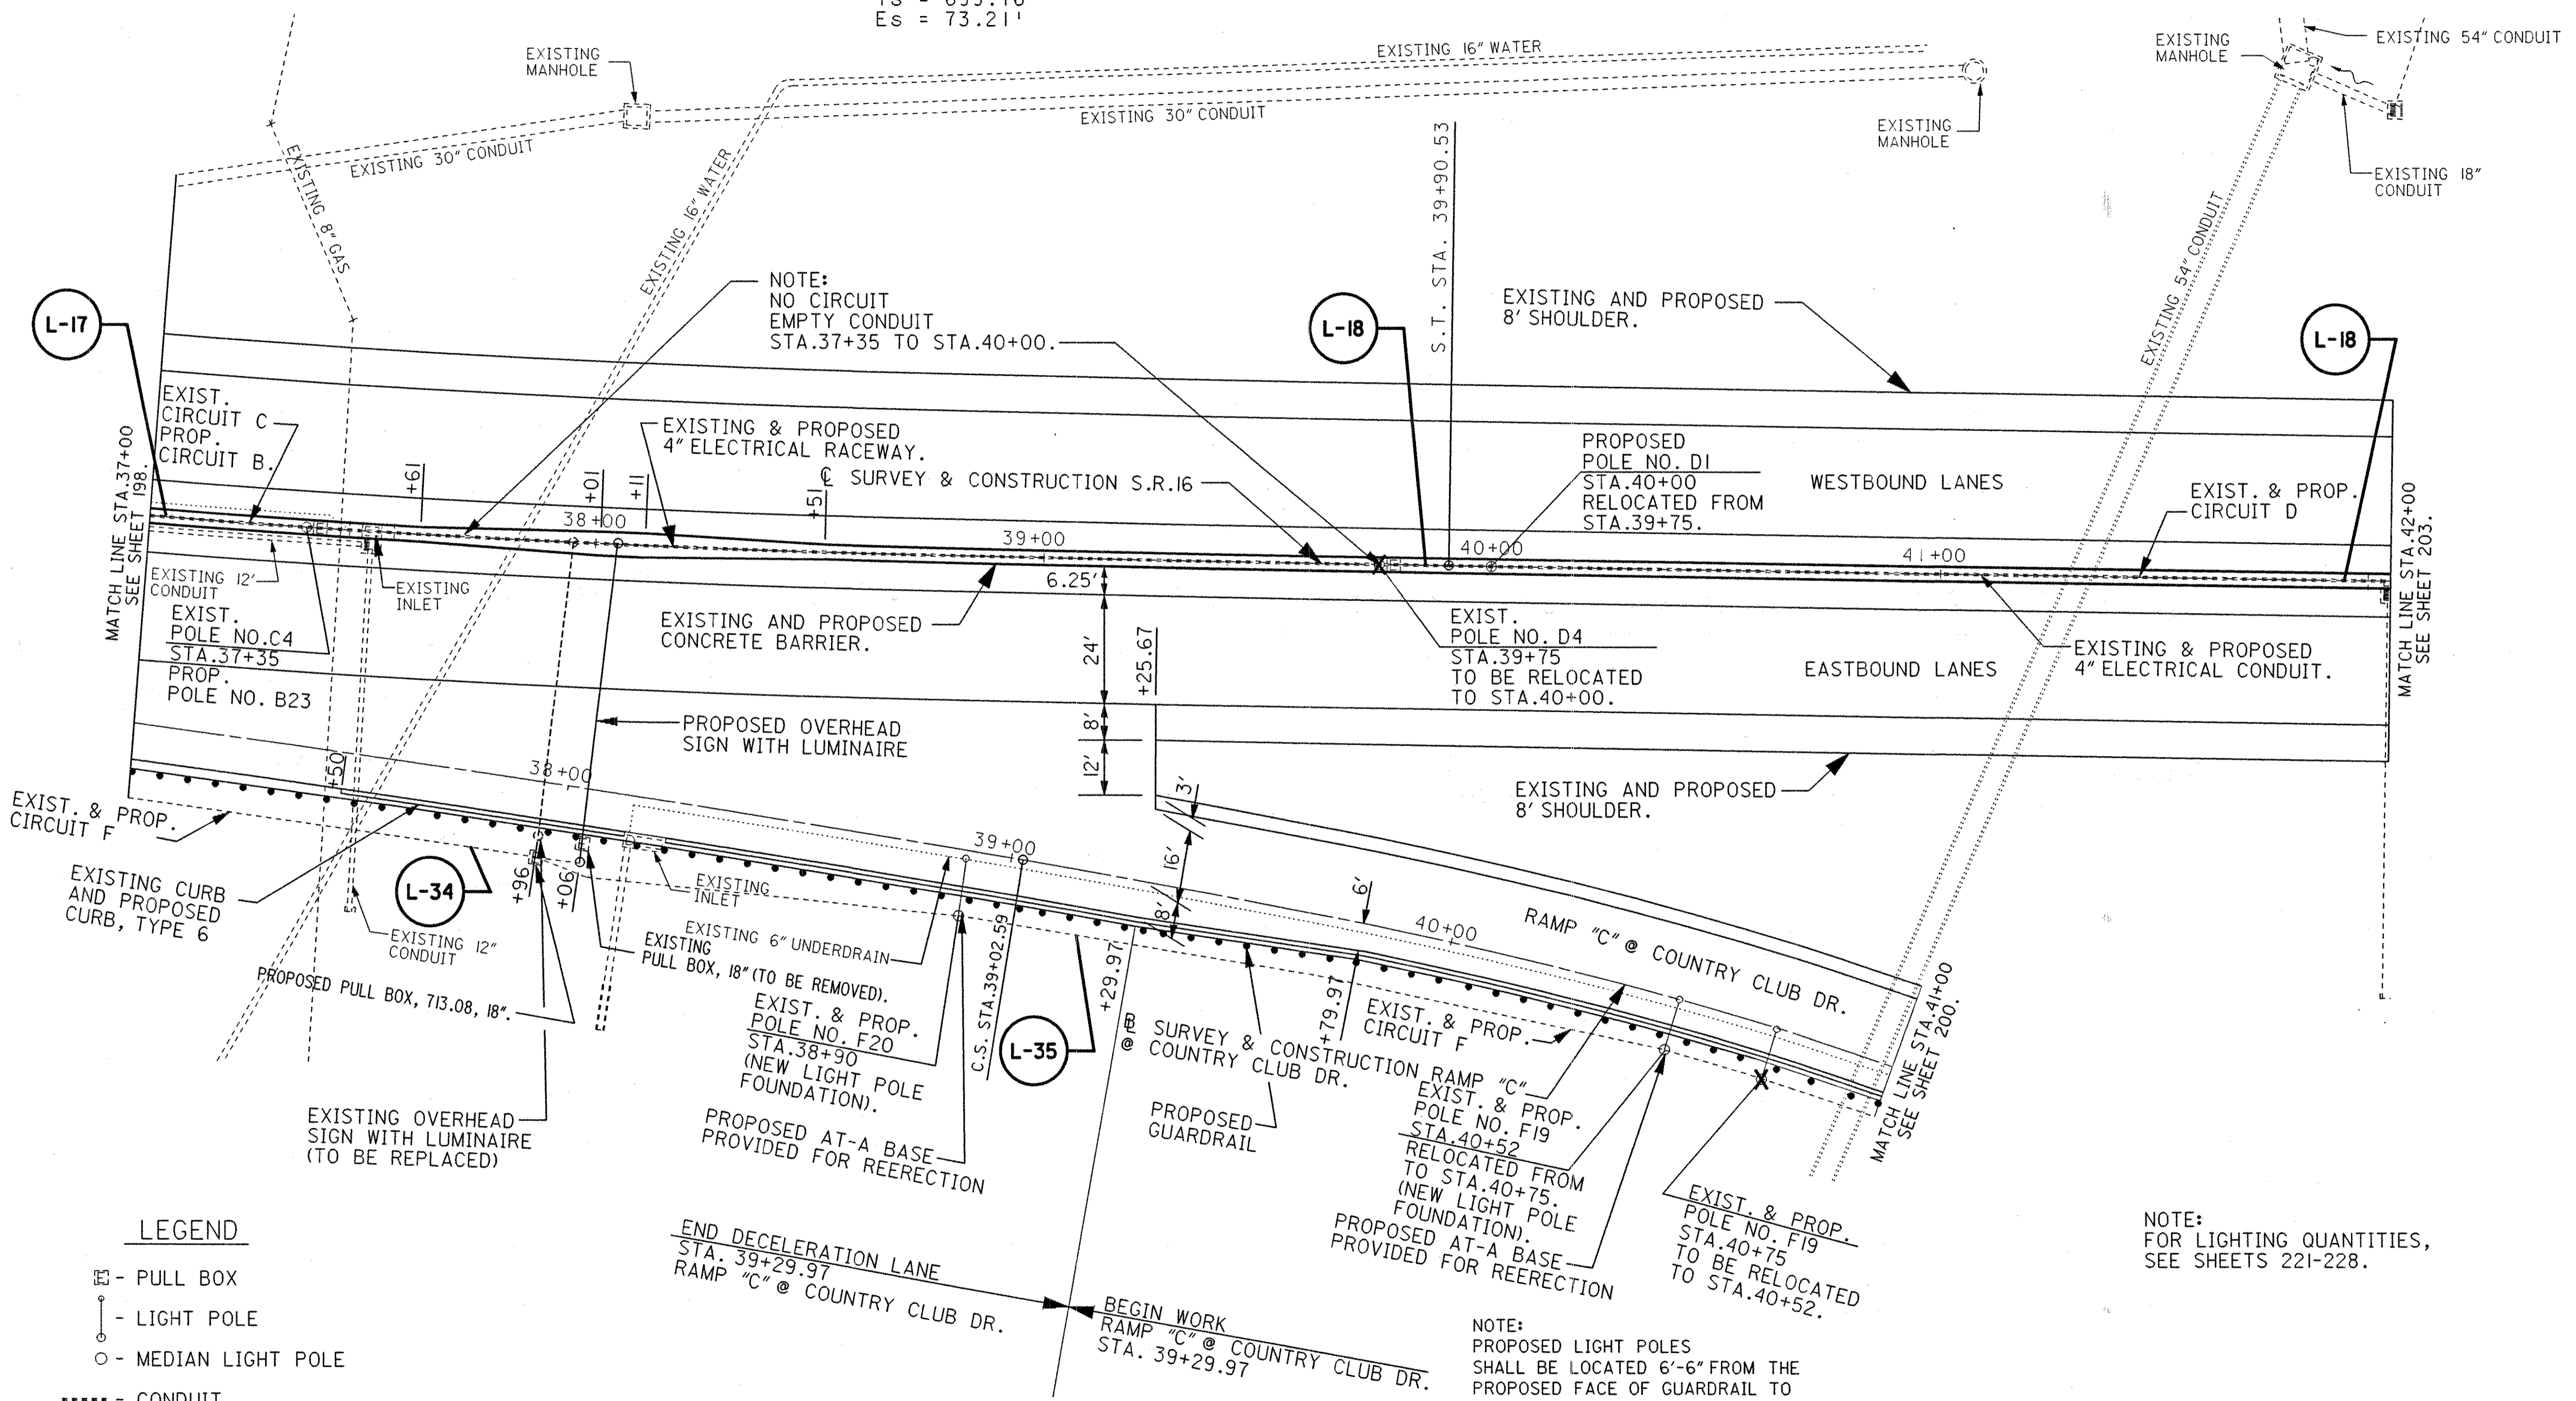 Es = 73.21'
EXISTING
MANHOLE
EXISTING 16" WATER
EXISTING
MANHOLE
EXISTING 54" CONDUIT
EXISTING 30" CONDUIT
EXISTING 30" CONDUIT
EXISTING
MANHOLE
EXISTING 18"
CONDUIT
EXISTING 8" GAS
EXISTING 16" WATER
S.T. STA. 39+90.53
EXISTING 54" CONDUIT
NOTE:
NO CIRCUIT
EMPTY CONDUIT
STA.37+35 TO STA.40+00.
L-17
L-18
EXISTING AND PROPOSED
8' SHOULDER.
L-18
EXIST.
CIRCUIT C
PROP.
CIRCUIT B.
MATCH LINE STA.37+00
SEE SHEET 198.
+61
+01
+11
+51
EXISTING & PROPOSED
4" ELECTRICAL RACEWAY.
℄ SURVEY & CONSTRUCTION S.R.16
PROPOSED
POLE NO. D1
STA.40+00
RELOCATED FROM
STA.39+75.
WESTBOUND LANES
EXIST. & PROP.
CIRCUIT D
MATCH LINE STA.42+00
SEE SHEET 203.
38+00
39+00
40+00
41+00
EXISTING 12'
CONDUIT
EXISTING
INLET
6.25'
EXIST.
POLE NO.C4
STA.37+35
PROP.
POLE NO. B23
EXISTING AND PROPOSED
CONCRETE BARRIER.
24'
+25.67
EXIST.
POLE NO. D4
STA.39+75
TO BE RELOCATED
TO STA.40+00.
EASTBOUND LANES
EXISTING & PROPOSED
4" ELECTRICAL CONDUIT.
PROPOSED OVERHEAD
SIGN WITH LUMINAIRE
8'
12'
+50
38+00
EXISTING AND PROPOSED
8' SHOULDER.
EXIST. & PROP.
CIRCUIT F
3'
16'
8'
39+00
6'
40+00
RAMP "C" @ COUNTRY CLUB DR.
EXISTING CURB
AND PROPOSED
CURB, TYPE 6
L-34
+96
+06
EXISTING
INLET
EXISTING 12"
CONDUIT
EXISTING 6" UNDERDRAIN
EXISTING
PULL BOX, 18" (TO BE REMOVED).
PROPOSED PULL BOX, 713.08, 18".
EXIST. & PROP.
POLE NO. F20
STA.38+90
(NEW LIGHT POLE
FOUNDATION).
C.S. STA.39+02.59
L-35
+29.97
+79.97
EXIST. & PROP.
CIRCUIT F
MATCH LINE STA.41+00
SEE SHEET 200.
B SURVEY & CONSTRUCTION RAMP "C"
@ COUNTRY CLUB DR.
EXISTING OVERHEAD
SIGN WITH LUMINAIRE
(TO BE REPLACED)
PROPOSED AT-A BASE
PROVIDED FOR REERECTION
PROPOSED
GUARDRAIL
EXIST. & PROP.
POLE NO. F19
STA.40+52
RELOCATED FROM
TO STA.40+75.
(NEW LIGHT POLE
FOUNDATION).
PROPOSED AT-A BASE
PROVIDED FOR REERECTION
EXIST. & PROP.
POLE NO. F19
STA.40+75
TO BE RELOCATED
TO STA.40+52.
NOTE:
FOR LIGHTING QUANTITIES,
SEE SHEETS 221-228.
LEGEND
E - PULL BOX
- LIGHT POLE
- MEDIAN LIGHT POLE
- CONDUIT
END DECELERATION LANE
STA. 39+29.97
RAMP "C" @ COUNTRY CLUB DR.
BEGIN WORK
RAMP "C" @ COUNTRY CLUB DR.
STA. 39+29.97
NOTE:
PROPOSED LIGHT POLES
SHALL BE LOCATED 6'-6" FROM THE
PROPOSED FACE OF GUARDRAIL TO